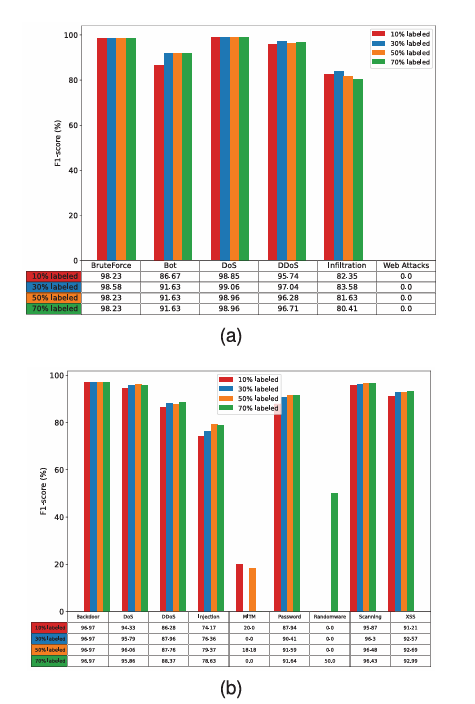 10% labeled
30% labeled
50% labeled
70% labeled
100
80
60
40
20
0
F1-score (%)
BruteForce Bot DoS DDoS Infiltration Web Attacks
10% labeled 98.23 86.67 98.85 95.74 82.35 0.0
30% labeled 98.58 91.63 99.06 97.04 83.58 0.0
50% labeled 98.23 91.63 98.96 96.28 81.63 0.0
70% labeled 98.23 91.63 98.96 96.71 80.41 0.0
(a)
10% labeled
30% labeled
50% labeled
70% labeled
100
80
60
40
20
0
F1-score (%)
Backdoor DoS DDoS Injection MITM Password Ransomware Scanning XSS
10% labeled 96.97 94.33 86.28 74.17 20.0 87.04 0.0 95.87 91.21
30% labeled 96.97 95.79 87.96 76.36 0.0 90.41 0.0 96.3 92.57
50% labeled 96.97 96.06 87.76 79.37 18.18 91.59 0.0 96.48 92.69
70% labeled 96.97 95.86 88.37 78.63 0.0 91.64 50.0 96.43 92.99
(b)